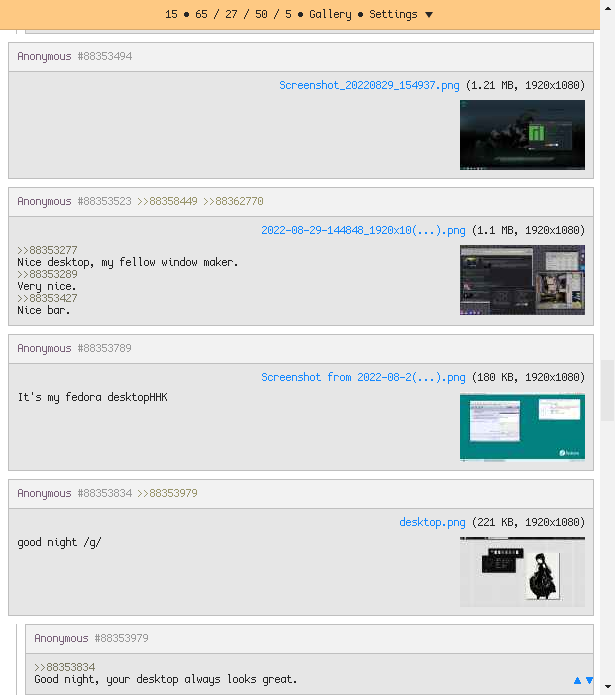 15 ● 65 / 27 / 50 / 5 ● Gallery ● Settings ▼
Anonymous #88353494
Screenshot_20220829_154937.png (1.21 MB, 1920x1080)
Anonymous #88353523 >>88358449 >>88362770
2022-08-29-144848_1920x10(...).png (1.1 MB, 1920x1080)
>>88353277
Nice desktop, my fellow window maker.
>>88353289
Very nice.
>>88353427
Nice bar.
Anonymous #88353789
Screenshot from 2022-08-2(...).png (180 KB, 1920x1080)
It's my fedora desktopHHK
Anonymous #88353834 >>88353979
desktop.png (221 KB, 1920x1080)
good night /g/
Anonymous #88353979
>>88353834
Good night, your desktop always looks great.